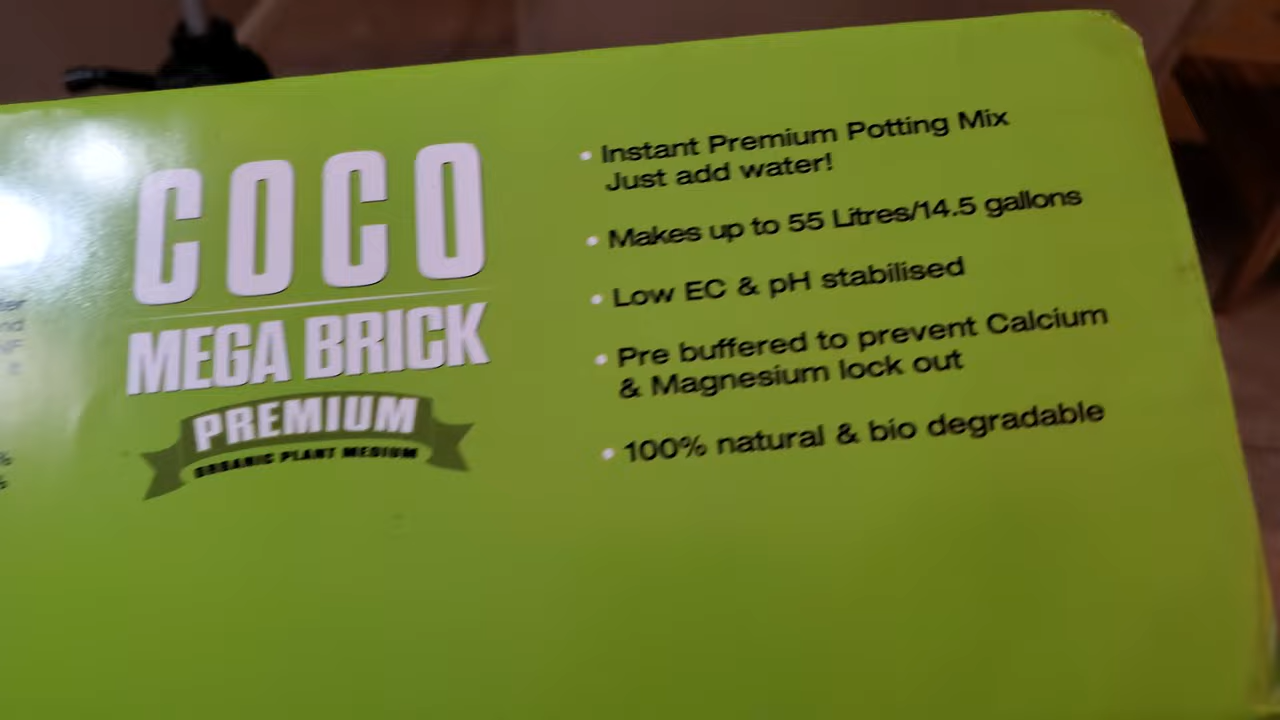 COCO
MEGA BRICK
PREMIUM
ORGANIC PLANT MEDIUM
• Instant Premium Potting Mix
Just add water!
• Makes up to 55 Litres/14.5 gallons
• Low EC & pH stabilised
• Pre buffered to prevent Calcium
& Magnesium lock out
• 100% natural & bio degradable